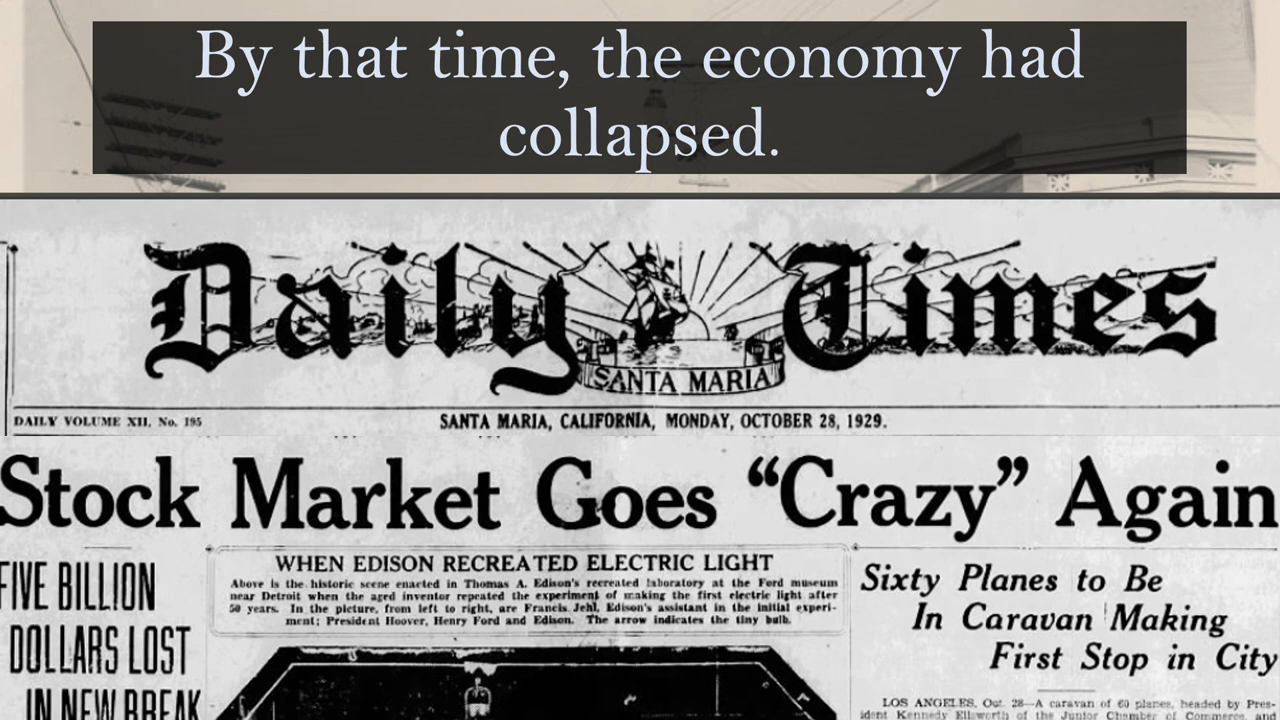 By that time, the economy had
collapsed.
Daily Times
SANTA MARIA
DAILY VOLUME XII, No. 195
SANTA MARIA, CALIFORNIA, MONDAY, OCTOBER 28, 1929.
Stock Market Goes “Crazy” Again
FIVE BILLION
DOLLARS LOST
IN NEW BREAK
WHEN EDISON RECREATED ELECTRIC LIGHT
Above is the historic scene enacted in Thomas A. Edison's recreated laboratory at the Ford museum
near Detroit when the aged inventor repeated the experiment of making the first electric light after
50 years. In the picture, from left to right, are Francis Jehl, Edison's assistant in the initial experi-
ment; President Hoover, Henry Ford and Edison. The arrow indicates the tiny bulb.
Sixty Planes to Be
In Caravan Making
First Stop in City
LOS ANGELES, Oct. 28—A caravan of 60 planes, headed by Pres-
ident Kennedy Ellsworth of the Junior Chamber of Commerce, and